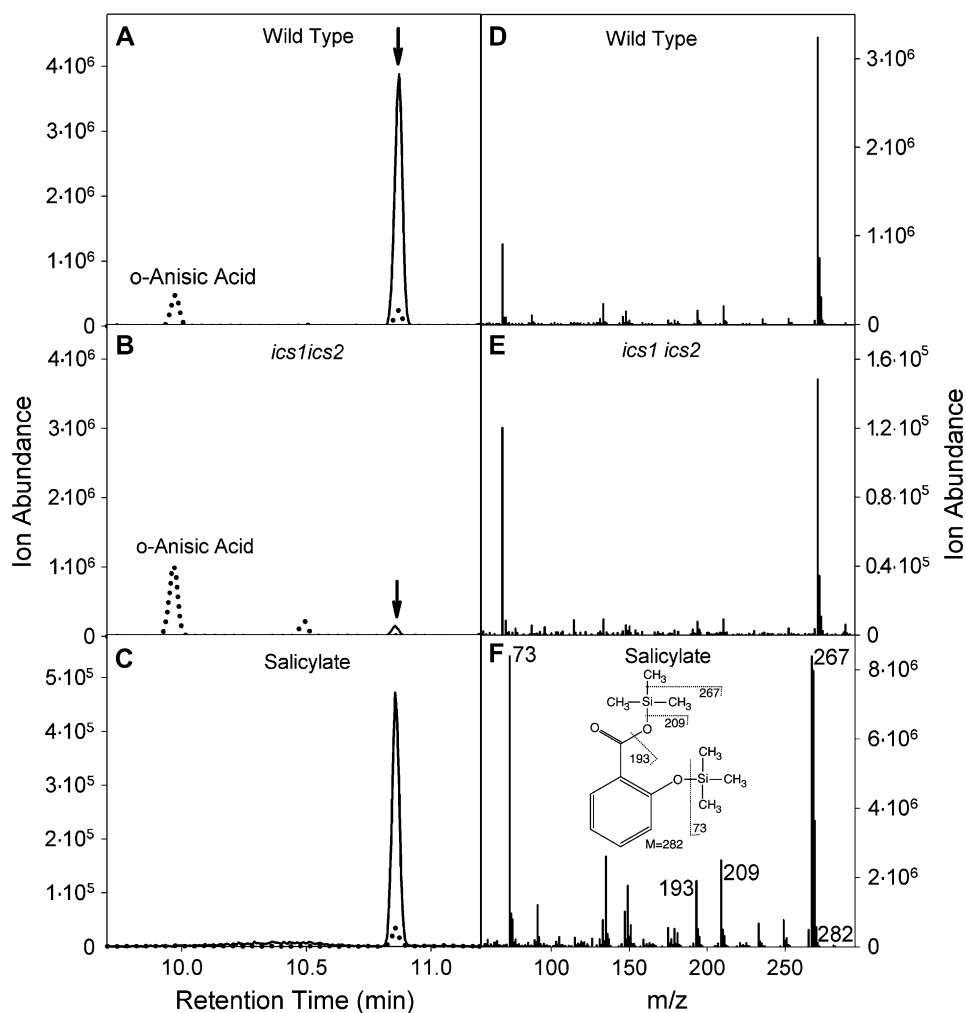 A
Wild Type
4·10⁶
3·10⁶
2·10⁶
1·10⁶
0
o-Anisic Acid
D
Wild Type
3·10⁶
2·10⁶
1·10⁶
0
B
ics1ics2
4·10⁶
3·10⁶
2·10⁶
1·10⁶
0
o-Anisic Acid
E
ics1 ics2
1.6·10⁵
1.2·10⁵
0.8·10⁵
0.4·10⁵
0
Ion Abundance
Ion Abundance
C
Salicylate
5·10⁵
4·10⁵
3·10⁵
2·10⁵
1·10⁵
0
10.0 10.5 11.0
Retention Time (min)
F
73
Salicylate
267
CH₃
267
CH₃ Si CH₃
209
O O
193
CH₃
O Si CH₃
CH₃
73
M=282
193
209
282
8·10⁶
6·10⁶
4·10⁶
2·10⁶
0
100 150 200 250
m/z